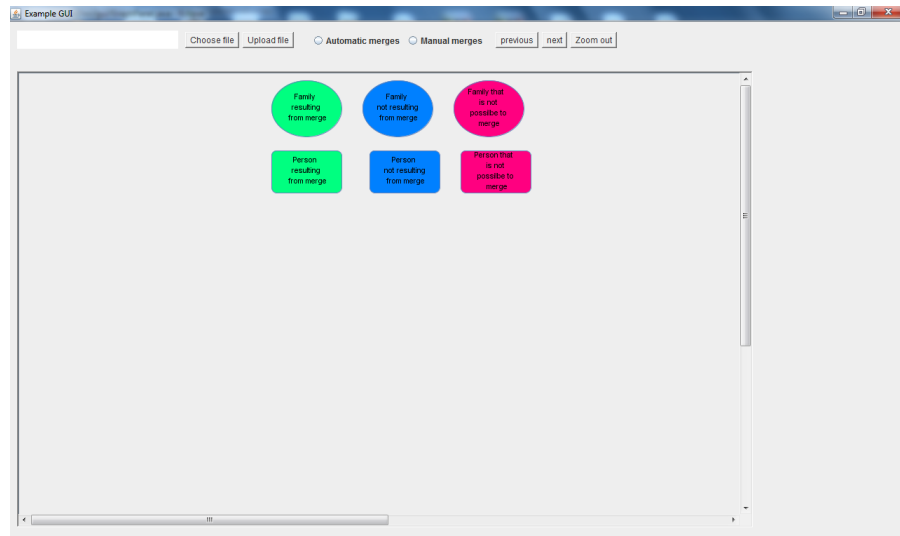 Example GUI
Choose file Upload file Automatic merges Manual merges previous next Zoom out
Family
resulting
from merge
Family
not resulting
from merge
Family that
is not
possibe to
merge
Person
resulting
from merge
Person
not resulting
from merge
Person that
is not
possibe to
merge